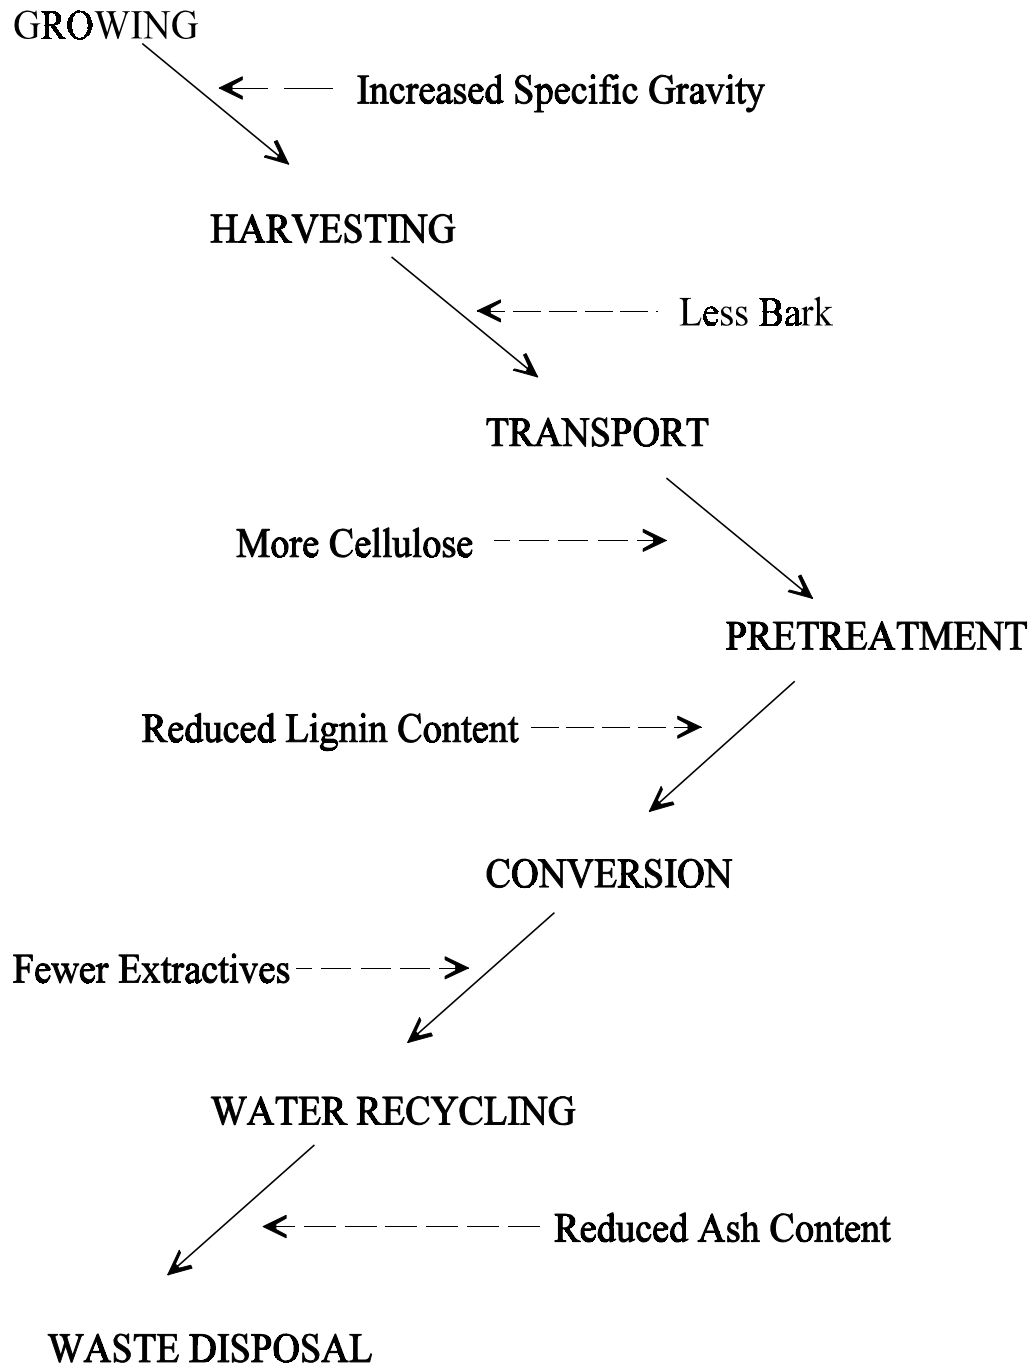 GROWING
Increased Specific Gravity
HARVESTING
Less Bark
TRANSPORT
More Cellulose
PRETREATMENT
Reduced Lignin Content
CONVERSION
Fewer Extractives
WATER RECYCLING
Reduced Ash Content
WASTE DISPOSAL